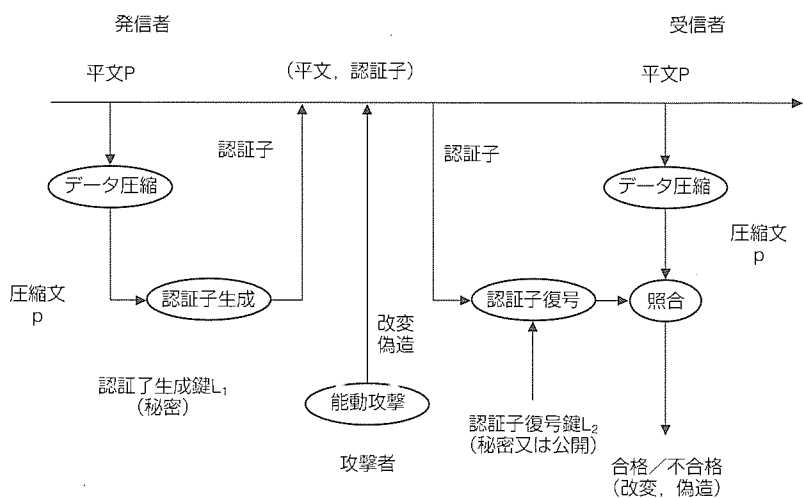 発信者
受信者
平文P
(平文,認証子)
平文P
認証子
認証子
データ圧縮
データ圧縮
圧縮文
p
圧縮文
p
認証子生成
認証子復号
照合
改変
偽造
認証了生成鍵L₁
(秘密)
能動攻撃
認証子復号鍵L₂
(秘密又は公開)
攻撃者
合格/不合格
(改変,偽造)